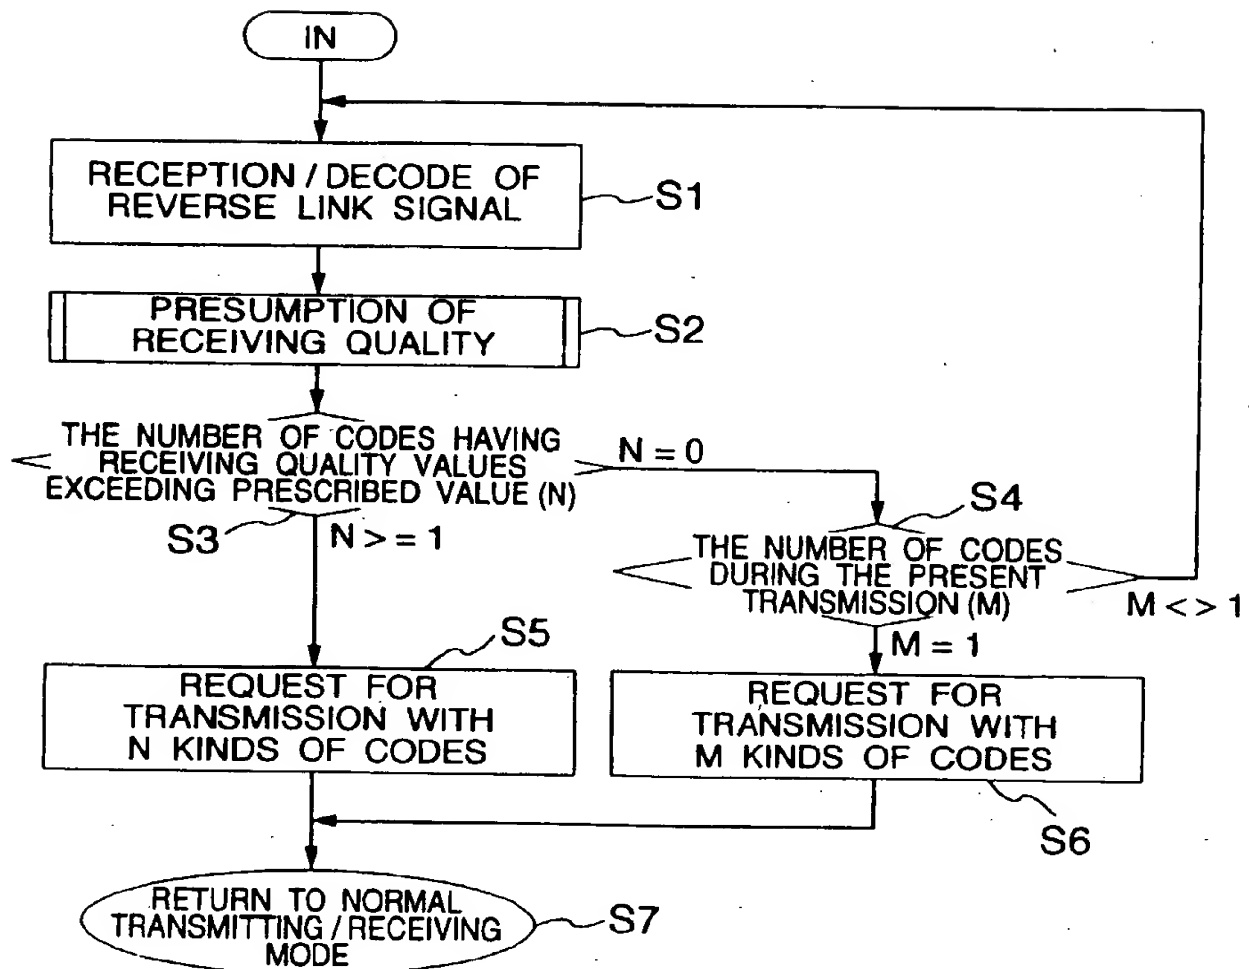 IN
RECEPTION / DECODE OF
REVERSE LINK SIGNAL
S1
PRESUMPTION OF
RECEIVING QUALITY
S2
THE NUMBER OF CODES HAVING
RECEIVING QUALITY VALUES
EXCEEDING PRESCRIBED VALUE (N)
N = 0
S3
N > = 1
S4
THE NUMBER OF CODES
DURING THE PRESENT
TRANSMISSION (M)
M < > 1
M = 1
S5
REQUEST FOR
TRANSMISSION WITH
N KINDS OF CODES
REQUEST FOR
TRANSMISSION WITH
M KINDS OF CODES
S6
RETURN TO NORMAL
TRANSMITTING / RECEIVING
MODE
S7